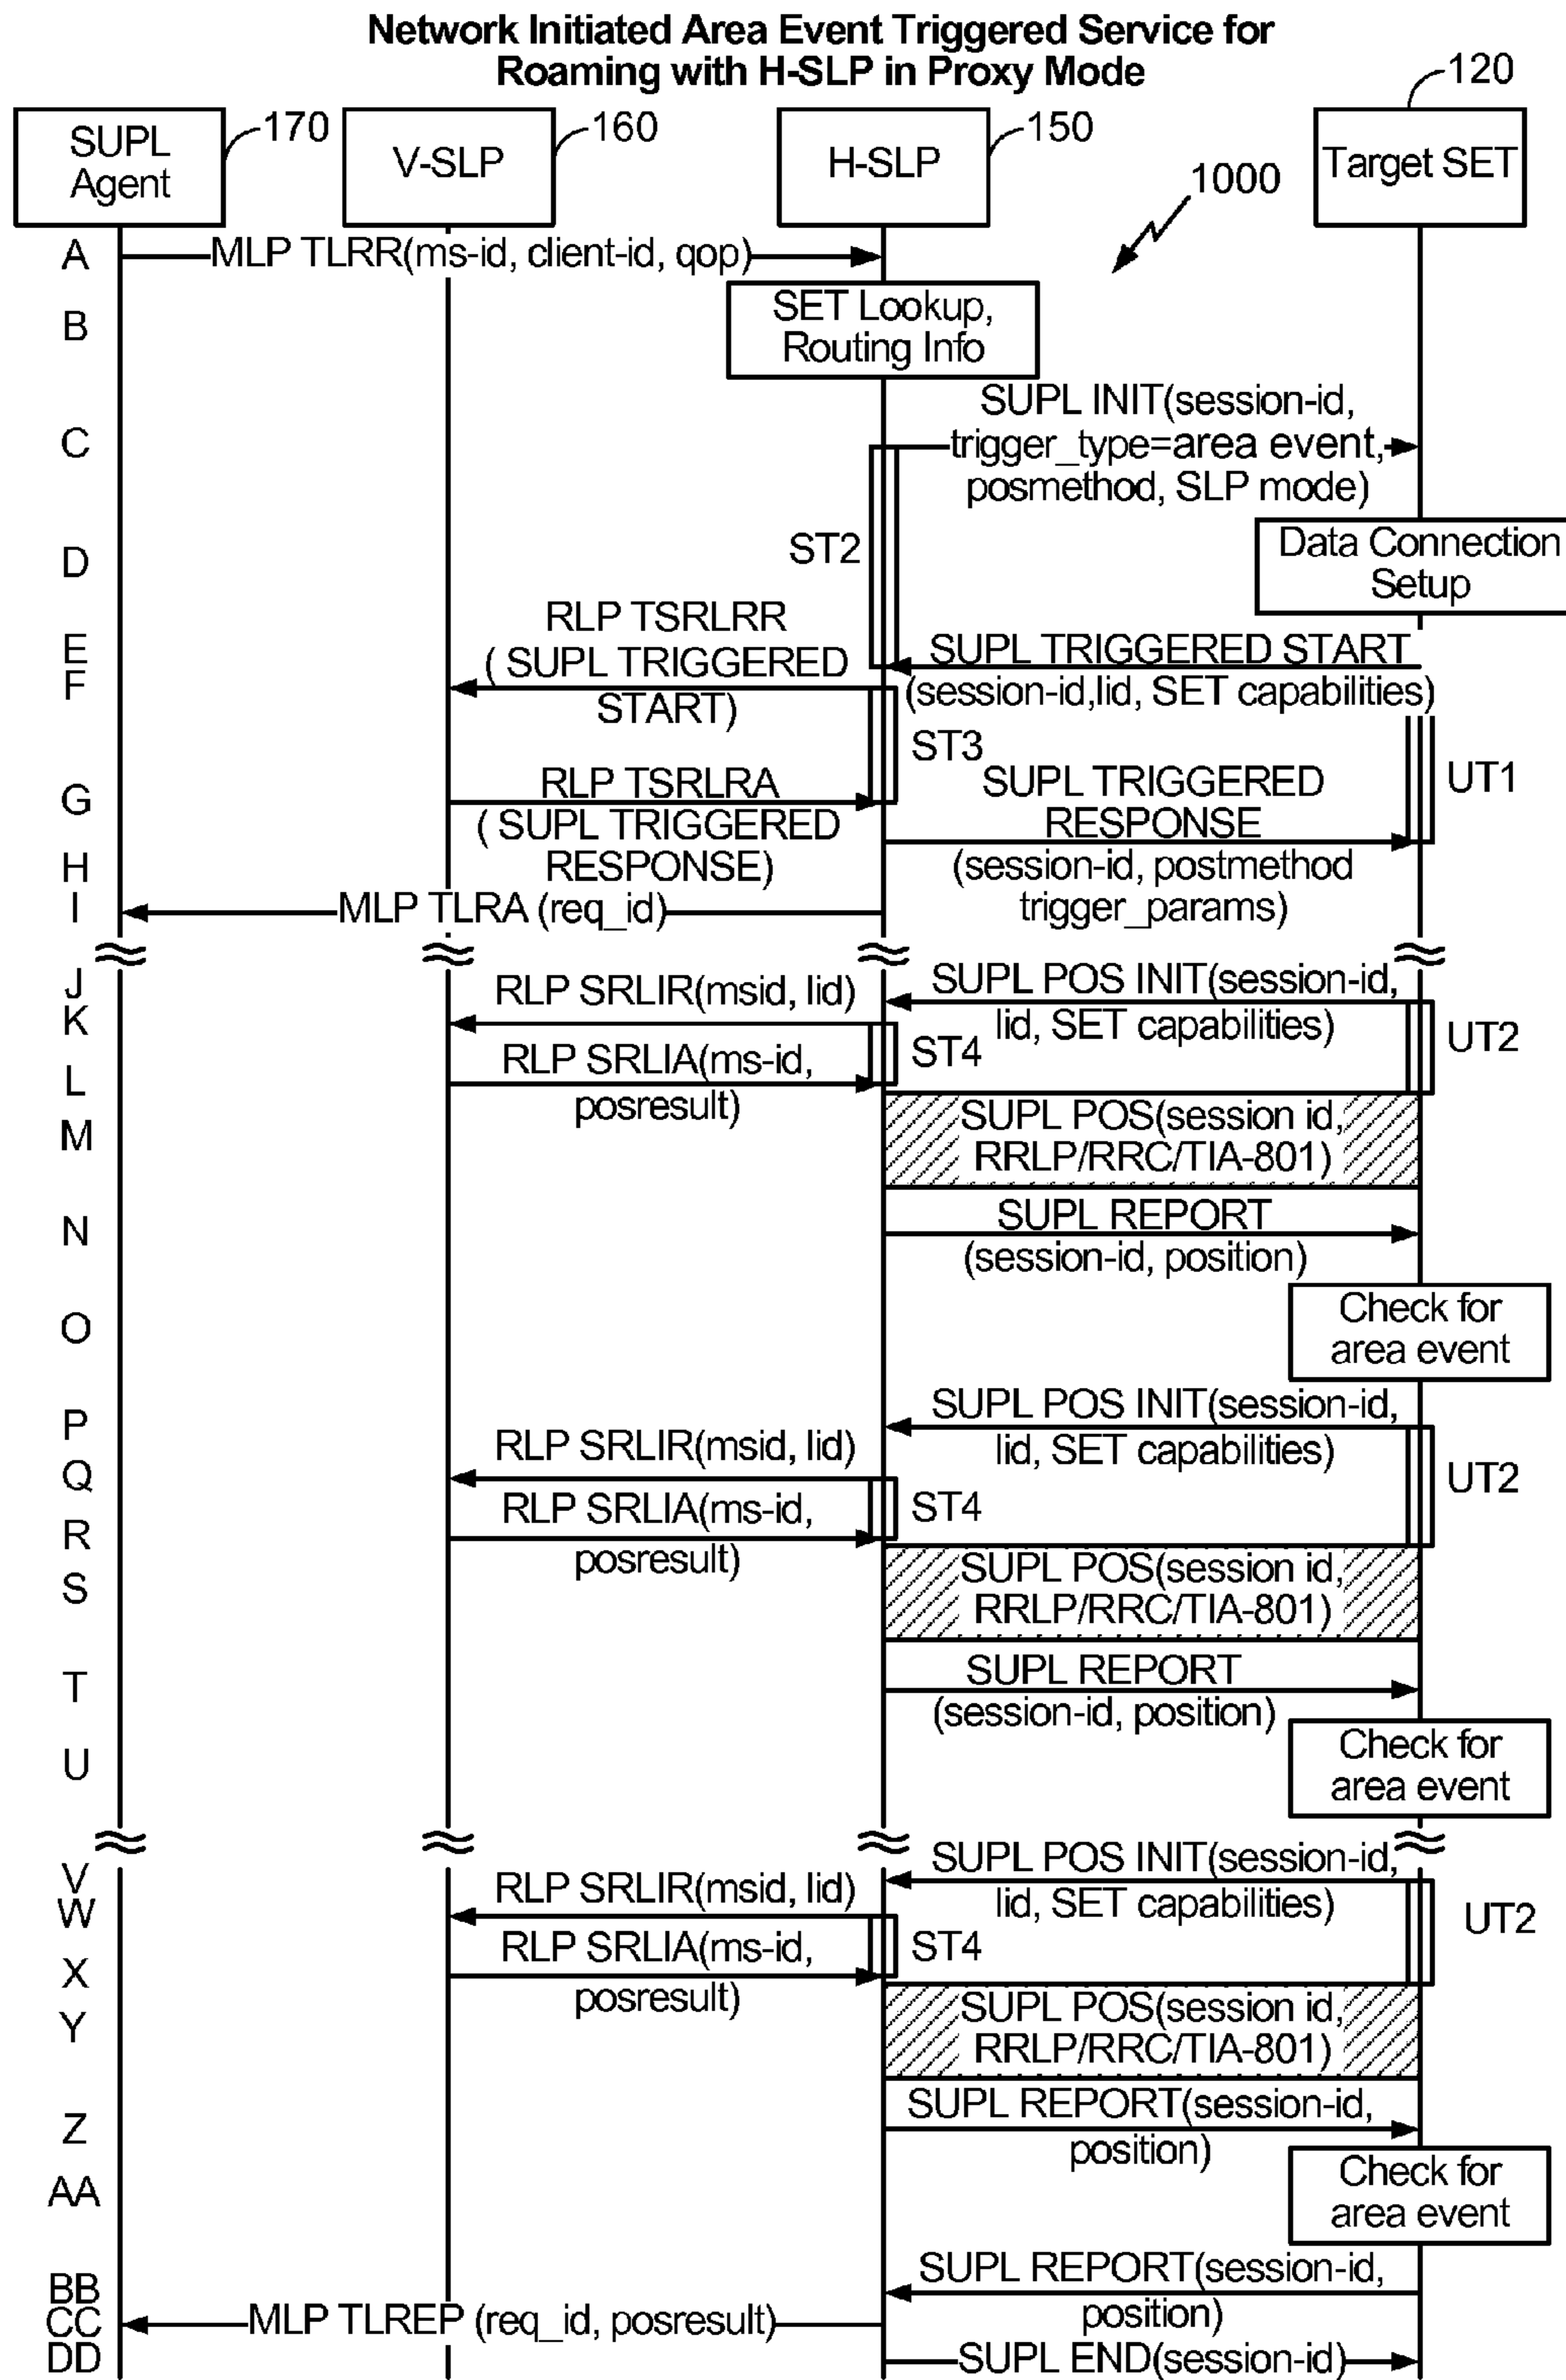 Network Initiated Area Event Triggered Service for
Roaming with H-SLP in Proxy Mode
120
SUPL
Agent
170
V-SLP
160
H-SLP
150
Target SET
1000
A
MLP TLRR(ms-id, client-id, qop)
B
SET Lookup,
Routing Info
C
SUPL INIT(session-id,
trigger_type=area event,
posmethod, SLP mode)
D
ST2
Data Connection
Setup
E
F
RLP TSRLRR
( SUPL TRIGGERED
START)
SUPL TRIGGERED START
(session-id,lid, SET capabilities)
ST3
UT1
G
RLP TSRLRA
( SUPL TRIGGERED
RESPONSE)
SUPL TRIGGERED
RESPONSE
(session-id, postmethod
trigger_params)
H
I
MLP TLRA (req_id)
J
SUPL POS INIT(session-id,
lid, SET capabilities)
K
RLP SRLIR(msid, lid)
ST4
UT2
L
RLP SRLIA(ms-id,
posresult)
M
SUPL POS(session id,
RRLP/RRC/TIA-801)
N
SUPL REPORT
(session-id, position)
O
Check for
area event
P
SUPL POS INIT(session-id,
lid, SET capabilities)
Q
RLP SRLIR(msid, lid)
ST4
UT2
R
RLP SRLIA(ms-id,
posresult)
S
SUPL POS(session id,
RRLP/RRC/TIA-801)
T
SUPL REPORT
(session-id, position)
U
Check for
area event
V
SUPL POS INIT(session-id,
lid, SET capabilities)
W
RLP SRLIR(msid, lid)
ST4
UT2
X
RLP SRLIA(ms-id,
posresult)
Y
SUPL POS(session id,
RRLP/RRC/TIA-801)
Z
SUPL REPORT(session-id,
position)
AA
Check for
area event
BB
SUPL REPORT(session-id,
position)
CC
MLP TLREP (req_id, posresult)
DD
SUPL END(session-id)